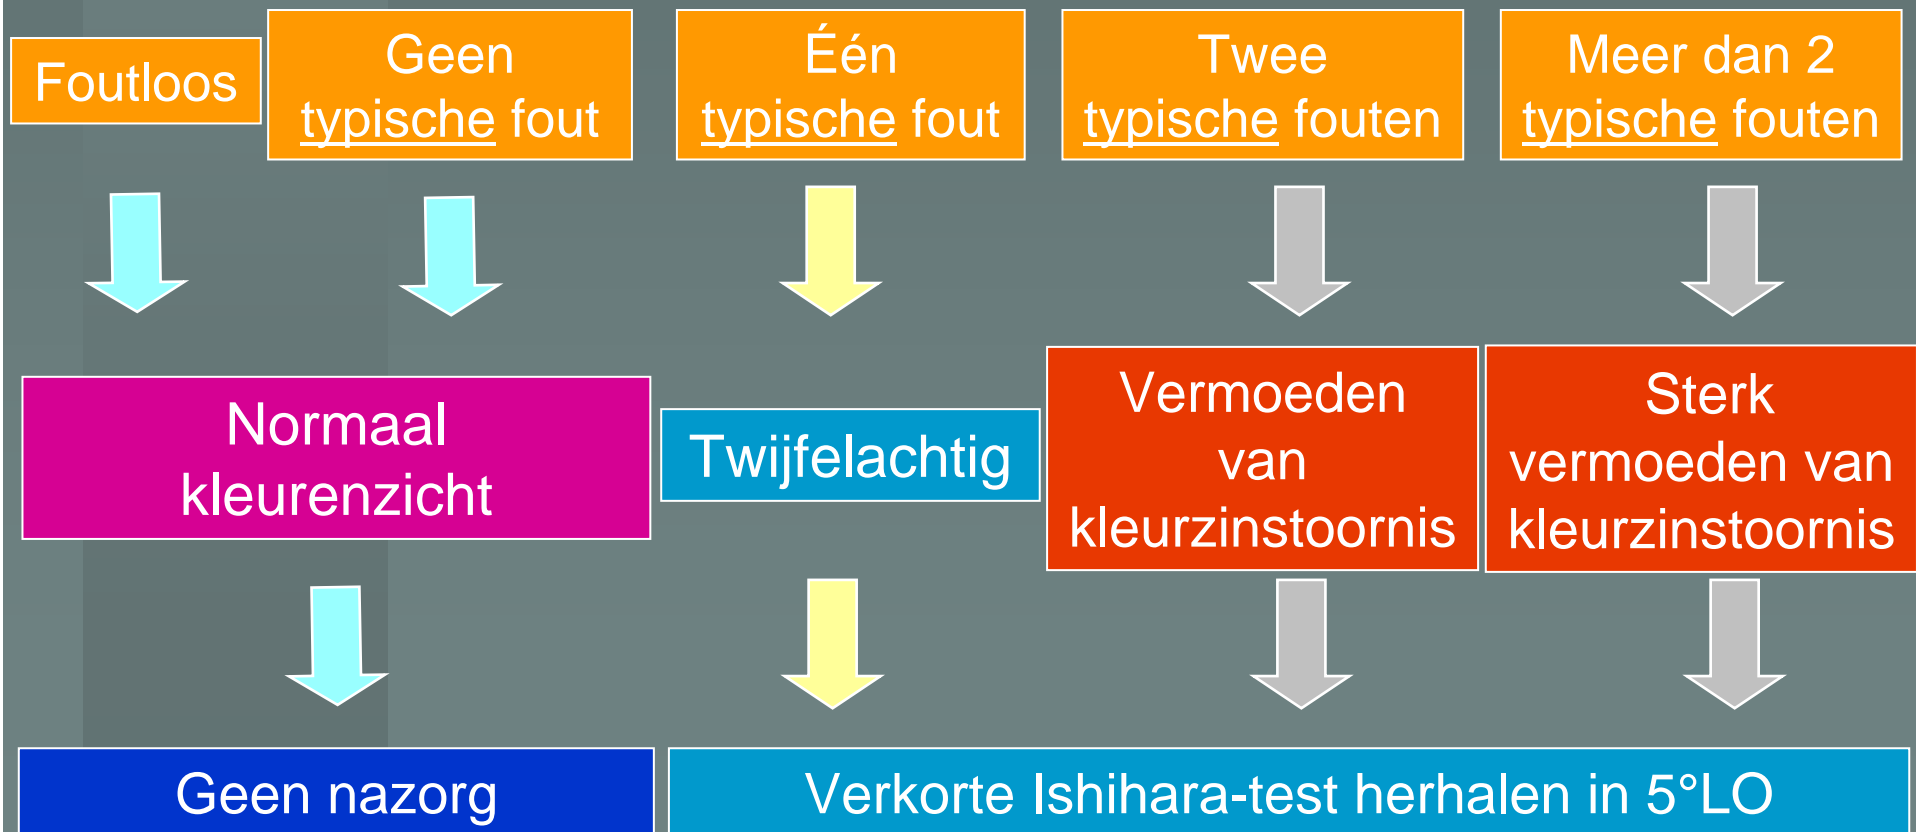 Foutloos
Geen
typische fout
Één
typische fout
Twee
typische fouten
Meer dan 2
typische fouten
Normaal
kleurenzicht
Twijfelachtig
Vermoeden
van
kleurzinstoornis
Sterk
vermoeden van
kleurzinstoornis
Geen nazorg
Verkorte Ishihara-test herhalen in 5°LO